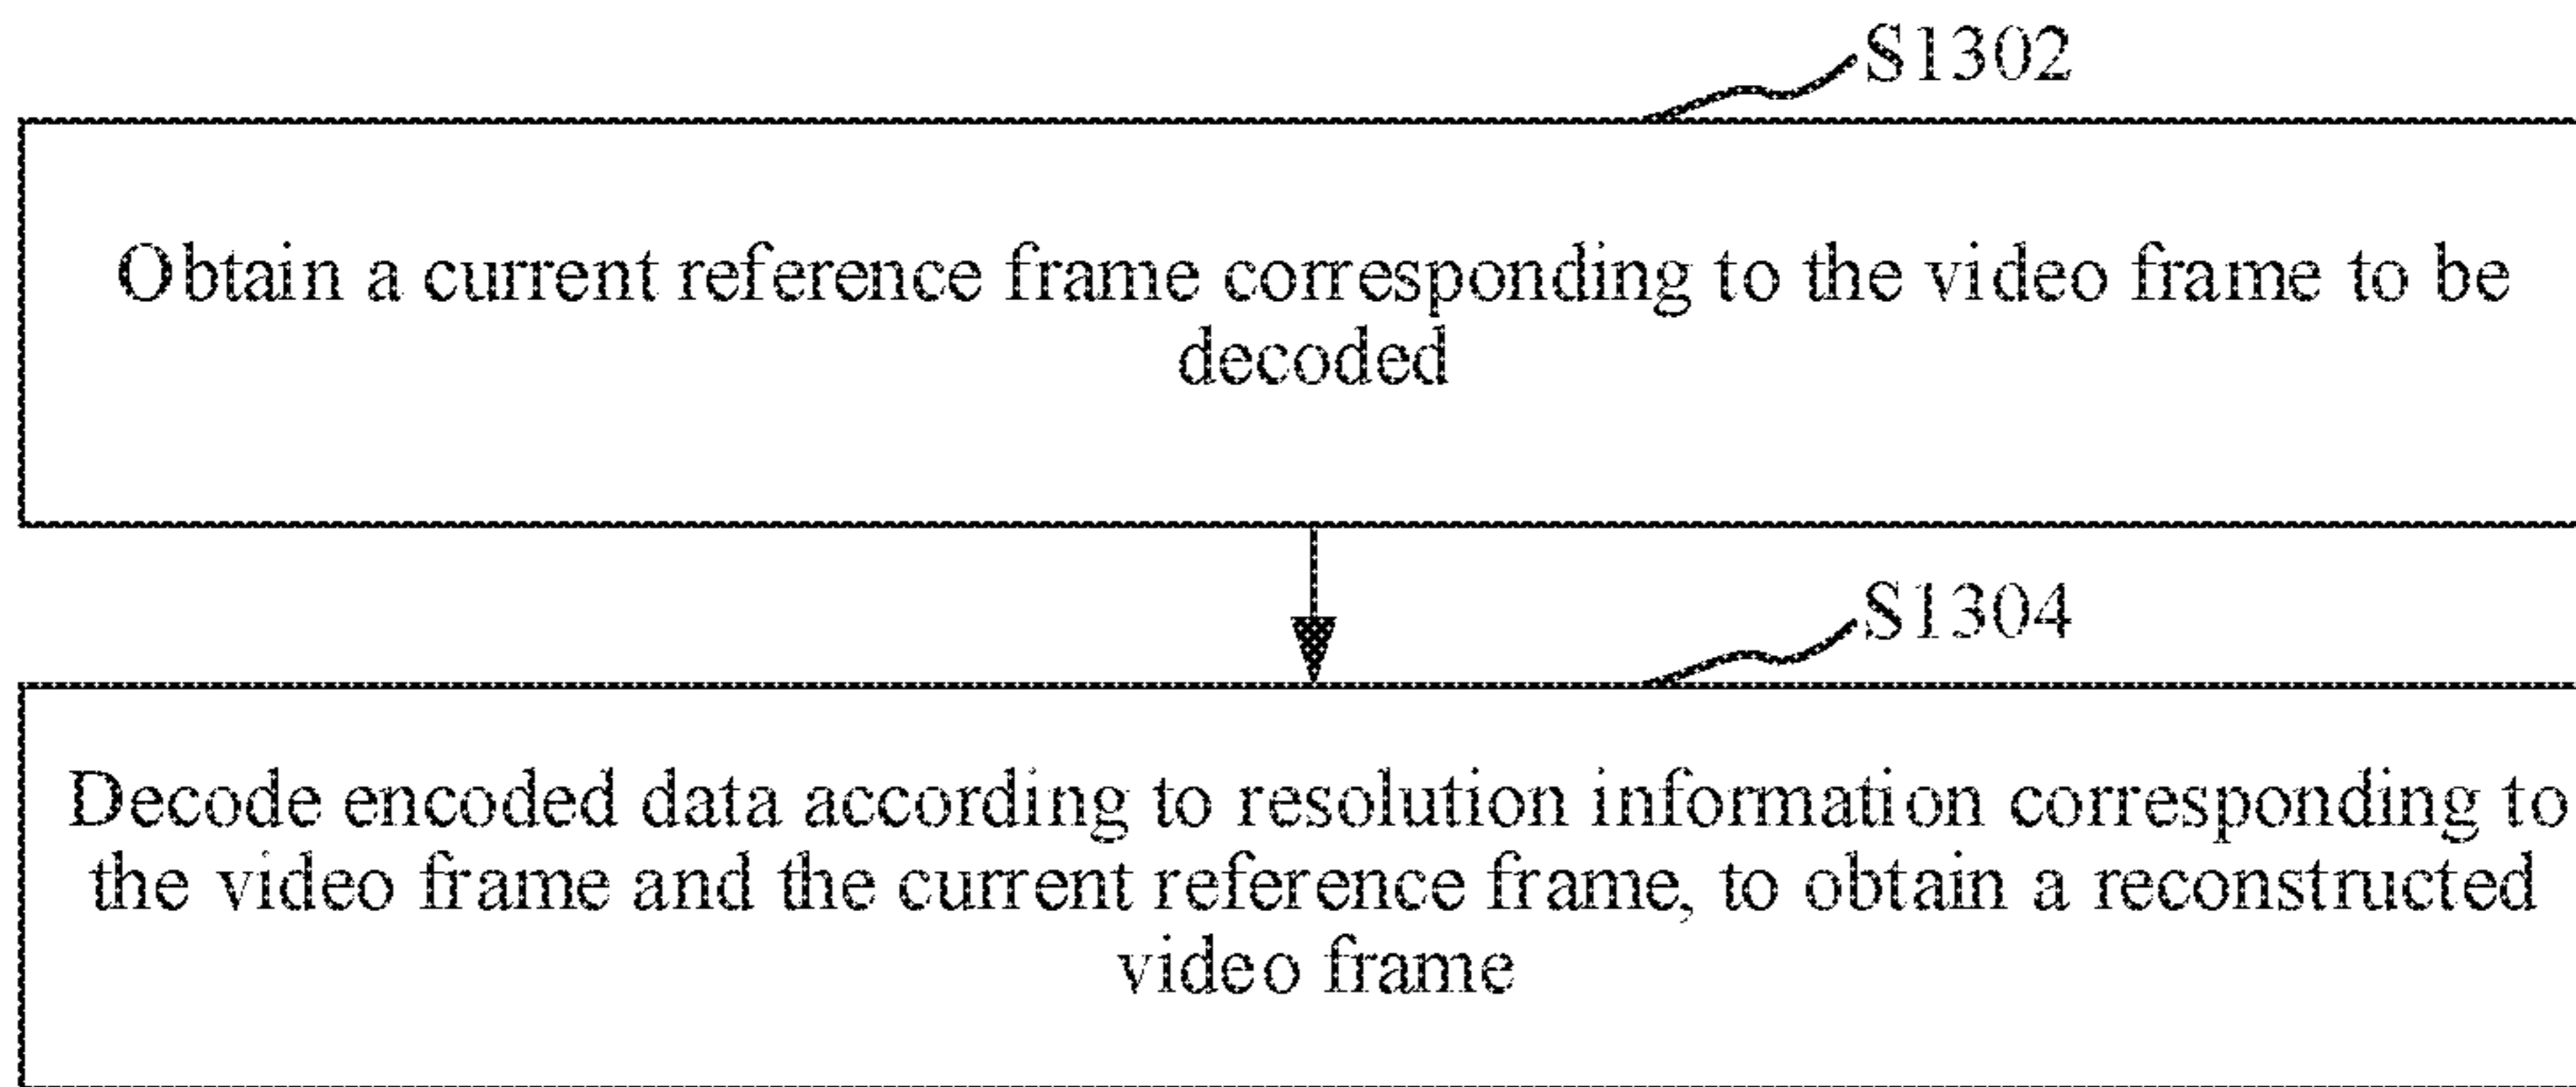 S1302
Obtain a current reference frame corresponding to the video frame to be
decoded
S1304
Decode encoded data according to resolution information corresponding to
the video frame and the current reference frame, to obtain a reconstructed
video frame